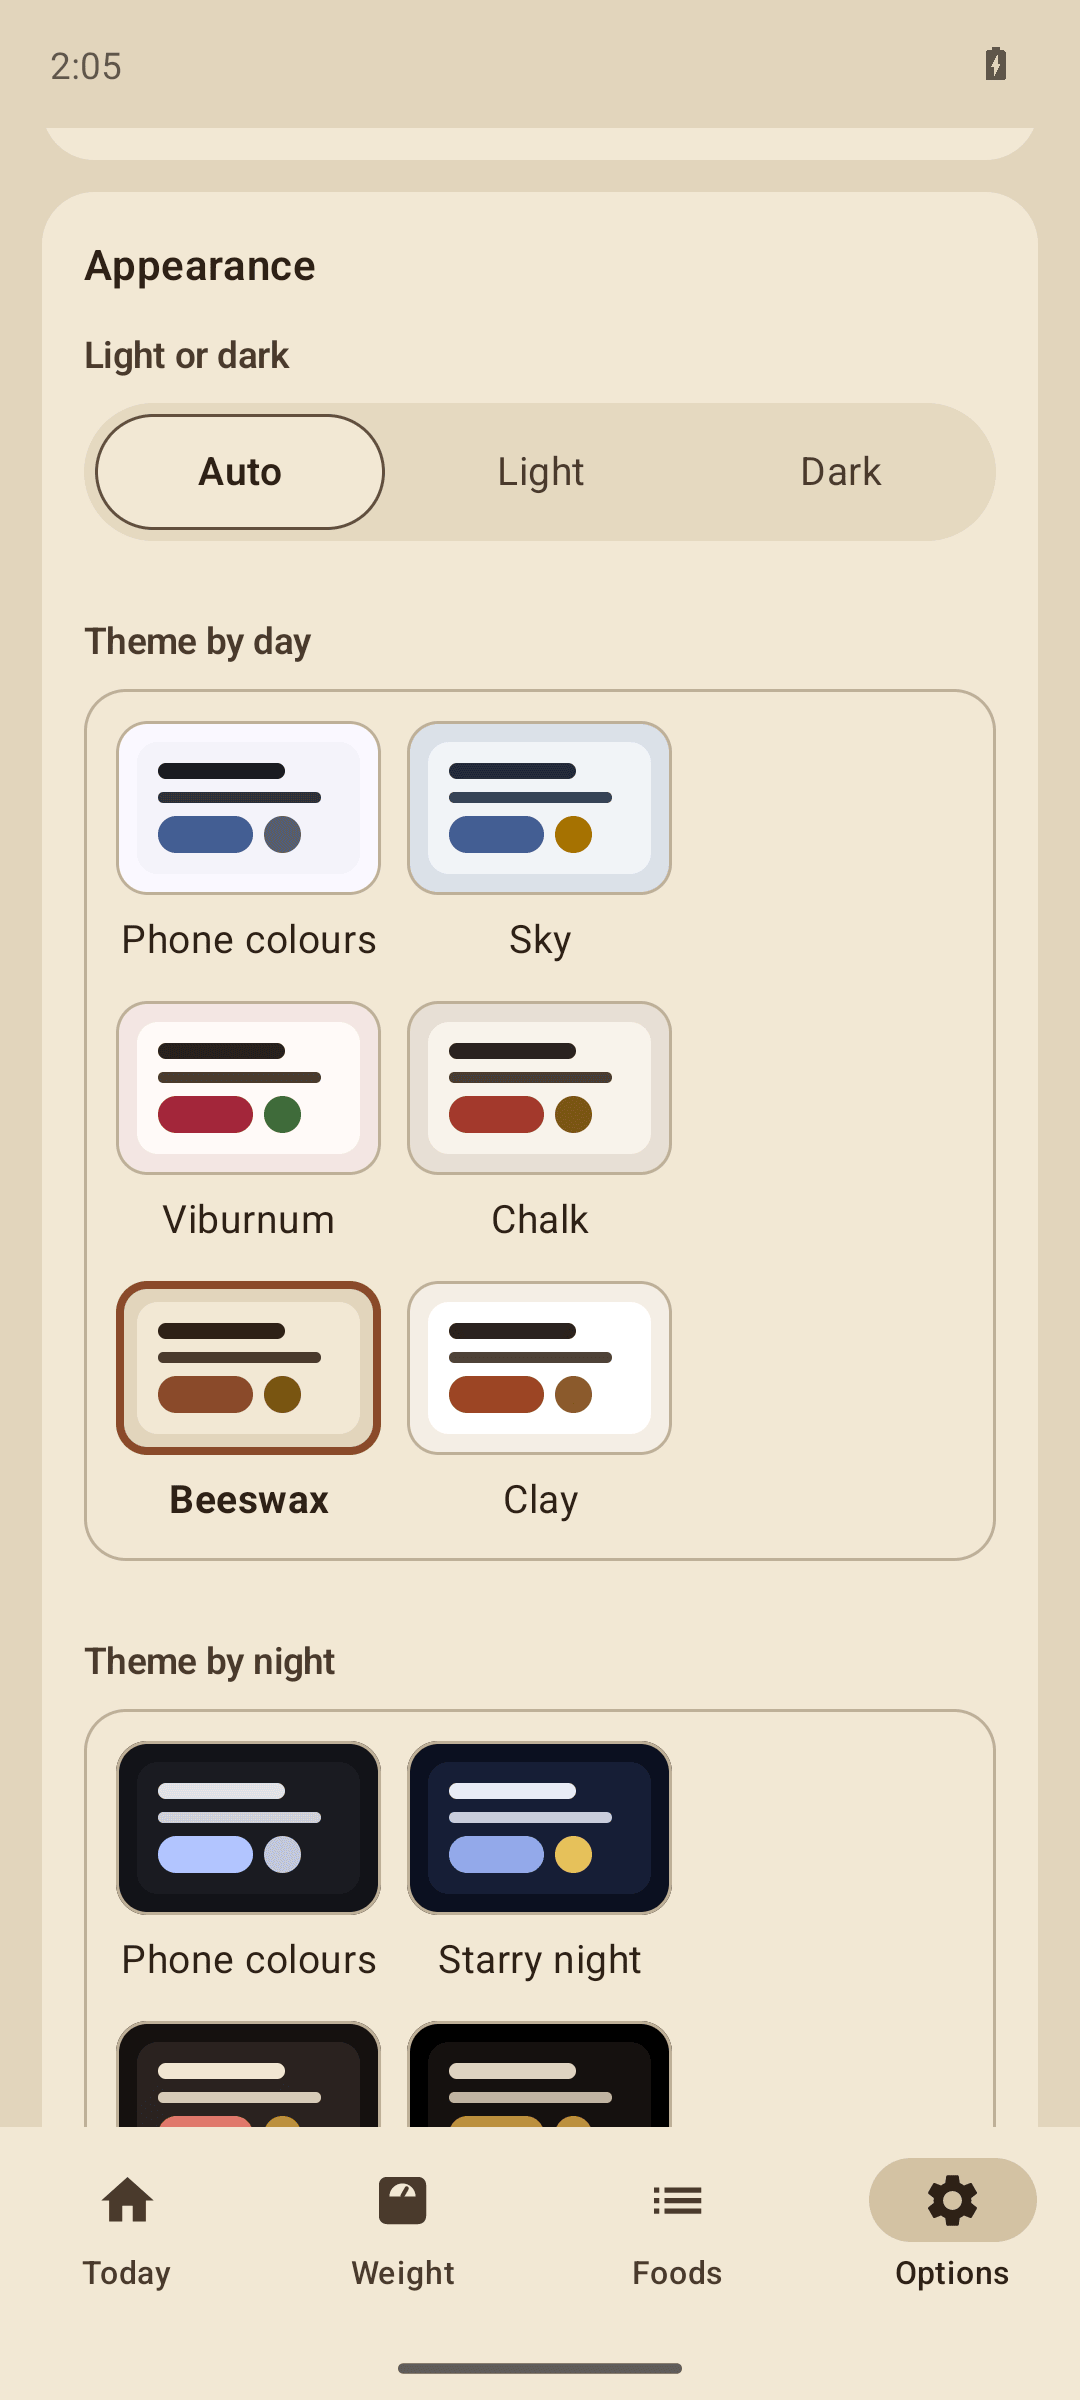 2:05
Appearance
Light or dark
Auto Light Dark
Theme by day
Phone colours Sky
Viburnum Chalk
Beeswax Clay
Theme by night
Phone colours Starry night
Today Weight Foods Options